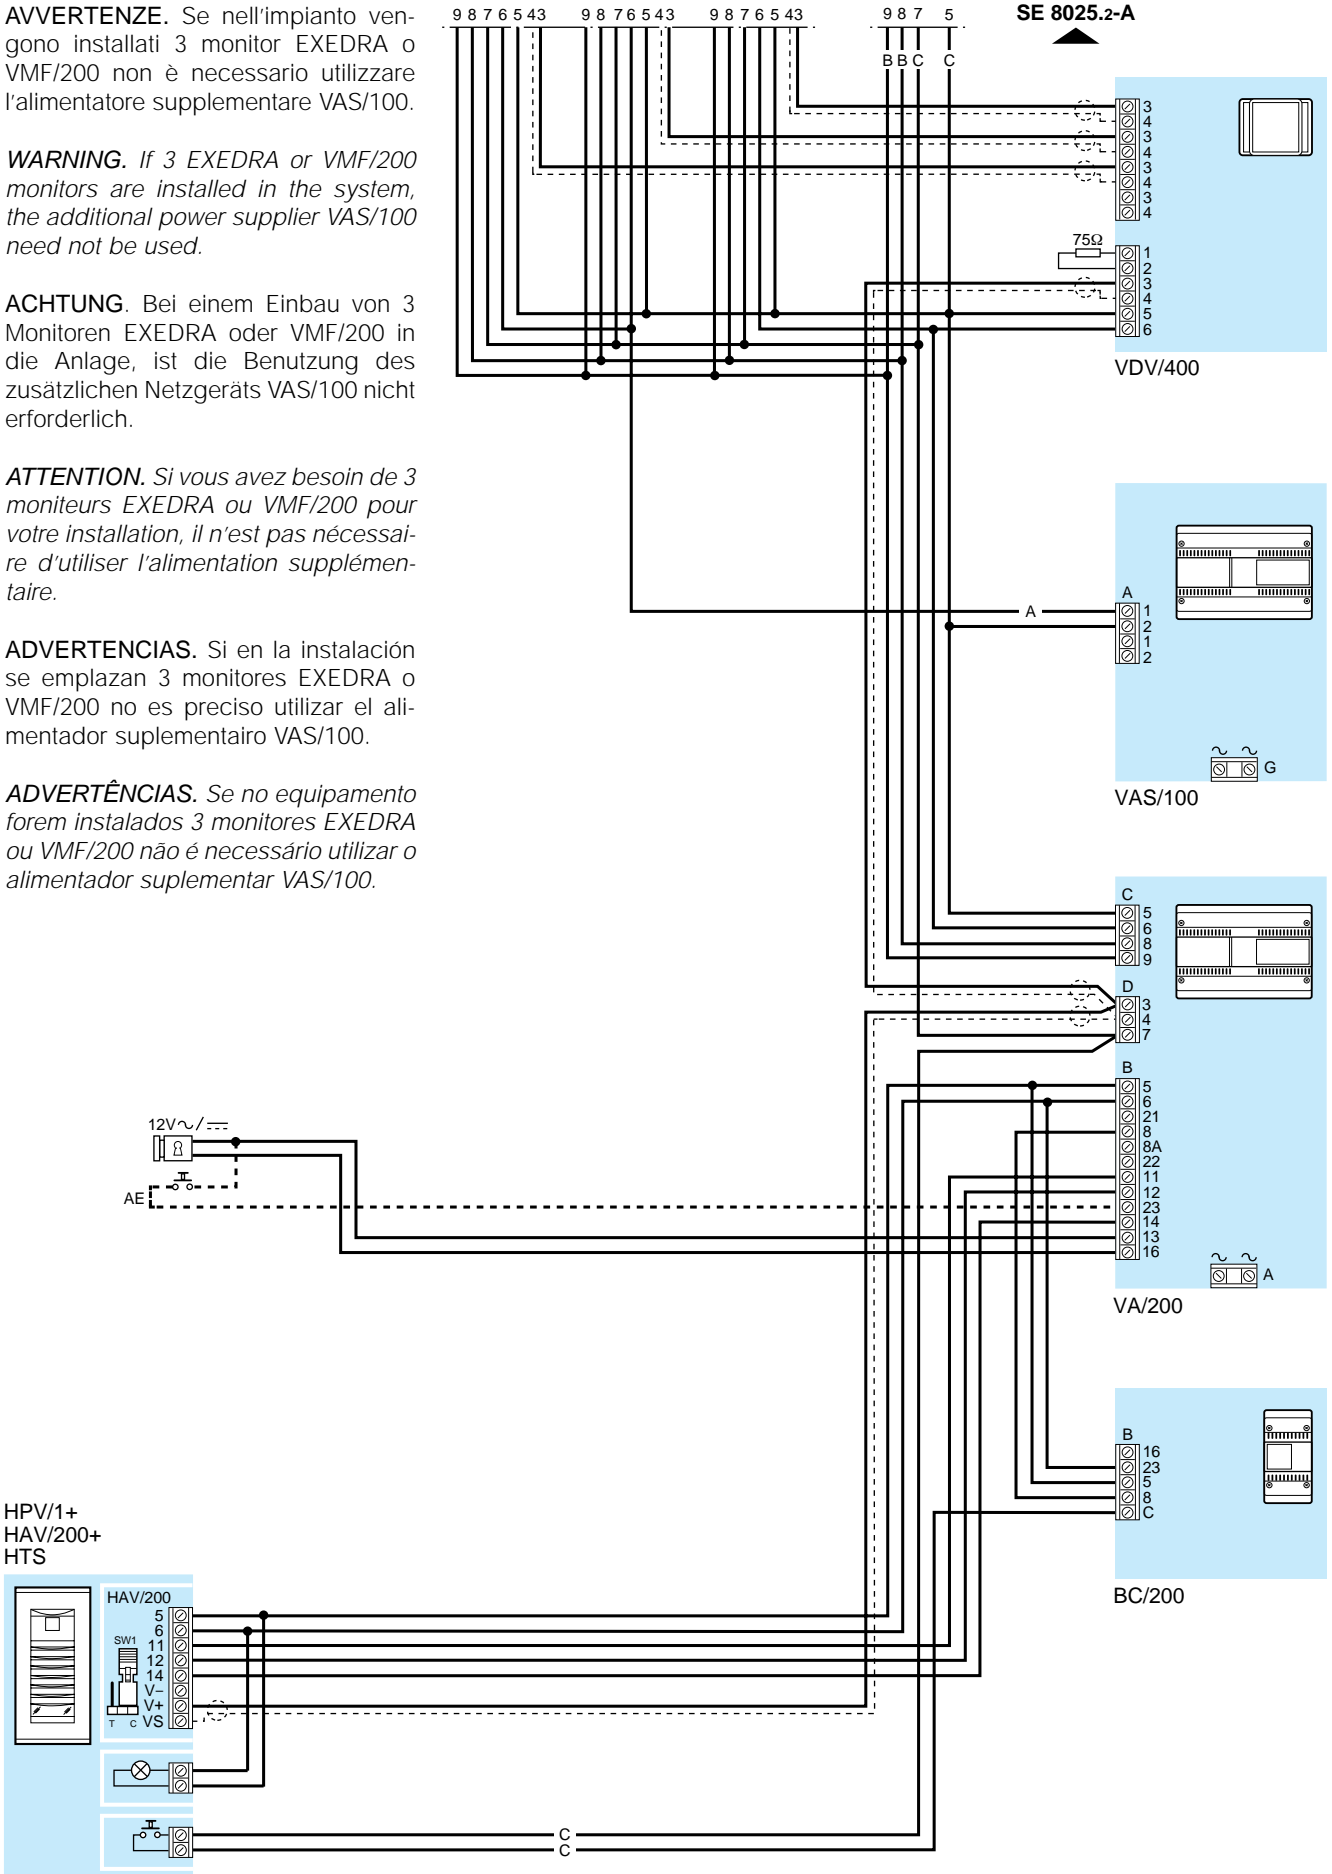 AVVERTENZE. Se nell'impianto ven-
gono installati 3 monitor EXEDRA o
VMF/200 non è necessario utilizzare
l'alimentatore supplementare VAS/100.
WARNING. If 3 EXEDRA or VMF/200
monitors are installed in the system,
the additional power supplier VAS/100
need not be used.
ACHTUNG. Bei einem Einbau von 3
Monitoren EXEDRA oder VMF/200 in
die Anlage, ist die Benutzung des
zusätzlichen Netzgeräts VAS/100 nicht
erforderlich.
ATTENTION. Si vous avez besoin de 3
moniteurs EXEDRA ou VMF/200 pour
votre installation, il n'est pas nécessai-
re d'utiliser l'alimentation supplémen-
taire.
ADVERTENCIAS. Si en la instalación
se emplazan 3 monitores EXEDRA o
VMF/200 no es preciso utilizar el ali-
mentador suplementairo VAS/100.
ADVERTÊNCIAS. Se no equipamento
forem instalados 3 monitores EXEDRA
ou VMF/200 não é necessário utilizar o
alimentador suplementar VAS/100.
9 8 7 6 5 4 3 9 8 7 6 5 4 3 9 8 7 6 5 4 3 9 8 7 5
SE 8025.2-A
B B C C
3
4
3
4
3
4
3
4
75Ω
1
2
3
4
5
6
VDV/400
A
A
1
2
1
2
G
VAS/100
C
5
6
8
9
D
3
4
7
B
5
6
21
8
8A
22
11
12
23
14
13
16
A
VA/200
12V~/⎓
AE
B
16
23
5
8
C
BC/200
HPV/1+
HAV/200+
HTS
HAV/200
5
6
SW1
11
12
14
V–
V+
T C VS
C
C